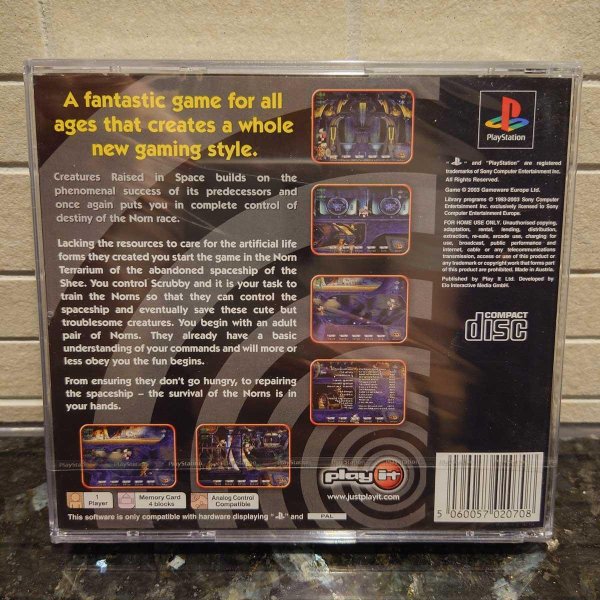 A fantastic game for all
ages that creates a whole
new gaming style.
Creatures Raised in Space builds on the
phenomenal success of its predecessors and
once again puts you in complete control of
destiny of the Norn race.
Lacking the resources to care for the artificial life
forms they created you start the game in the Norn
Terrarium of the abandoned spaceship of the
Shee. You control Scrubby and it is your task to
train the Norns so that they can control the
spaceship and eventually save these cute but
troublesome creatures. You begin with an adult
pair of Norns. They already have a basic
understanding of your commands and will more or
less obey you the fun begins.
From ensuring they don't go hungry, to repairing
the spaceship – the survival of the Norns is in
your hands.
PlayStation
" " and "PlayStation" are registered
trademarks of Sony Computer Entertainment Inc.
All Rights Reserved.
Game © 2003 Gameware Europe Ltd.
Library programs © 1993-2003 Sony Computer
Entertainment Inc. exclusively licensed to Sony
Computer Entertainment Europe.
FOR HOME USE ONLY. Unauthorised copying,
adaptation, rental, lending, distribution,
extraction, re-sale, arcade use, charging for
use, broadcast, public performance and
internet, cable or any telecommunications
transmission, access or use of this product or
any trademark or copyright work that forms part
of this product are prohibited. Made in Austria.
Published by Play It Ltd. Developed by
Elo Interactive Media GmbH.
COMPACT
disc
PlayStation PlayStation PlayStation PlayStation
play it
www.justplayit.com
1
Player
Memory Card
4 blocks
Analog Control
Compatible
This software is only compatible with hardware displaying " " and PAL
5 060057 020708